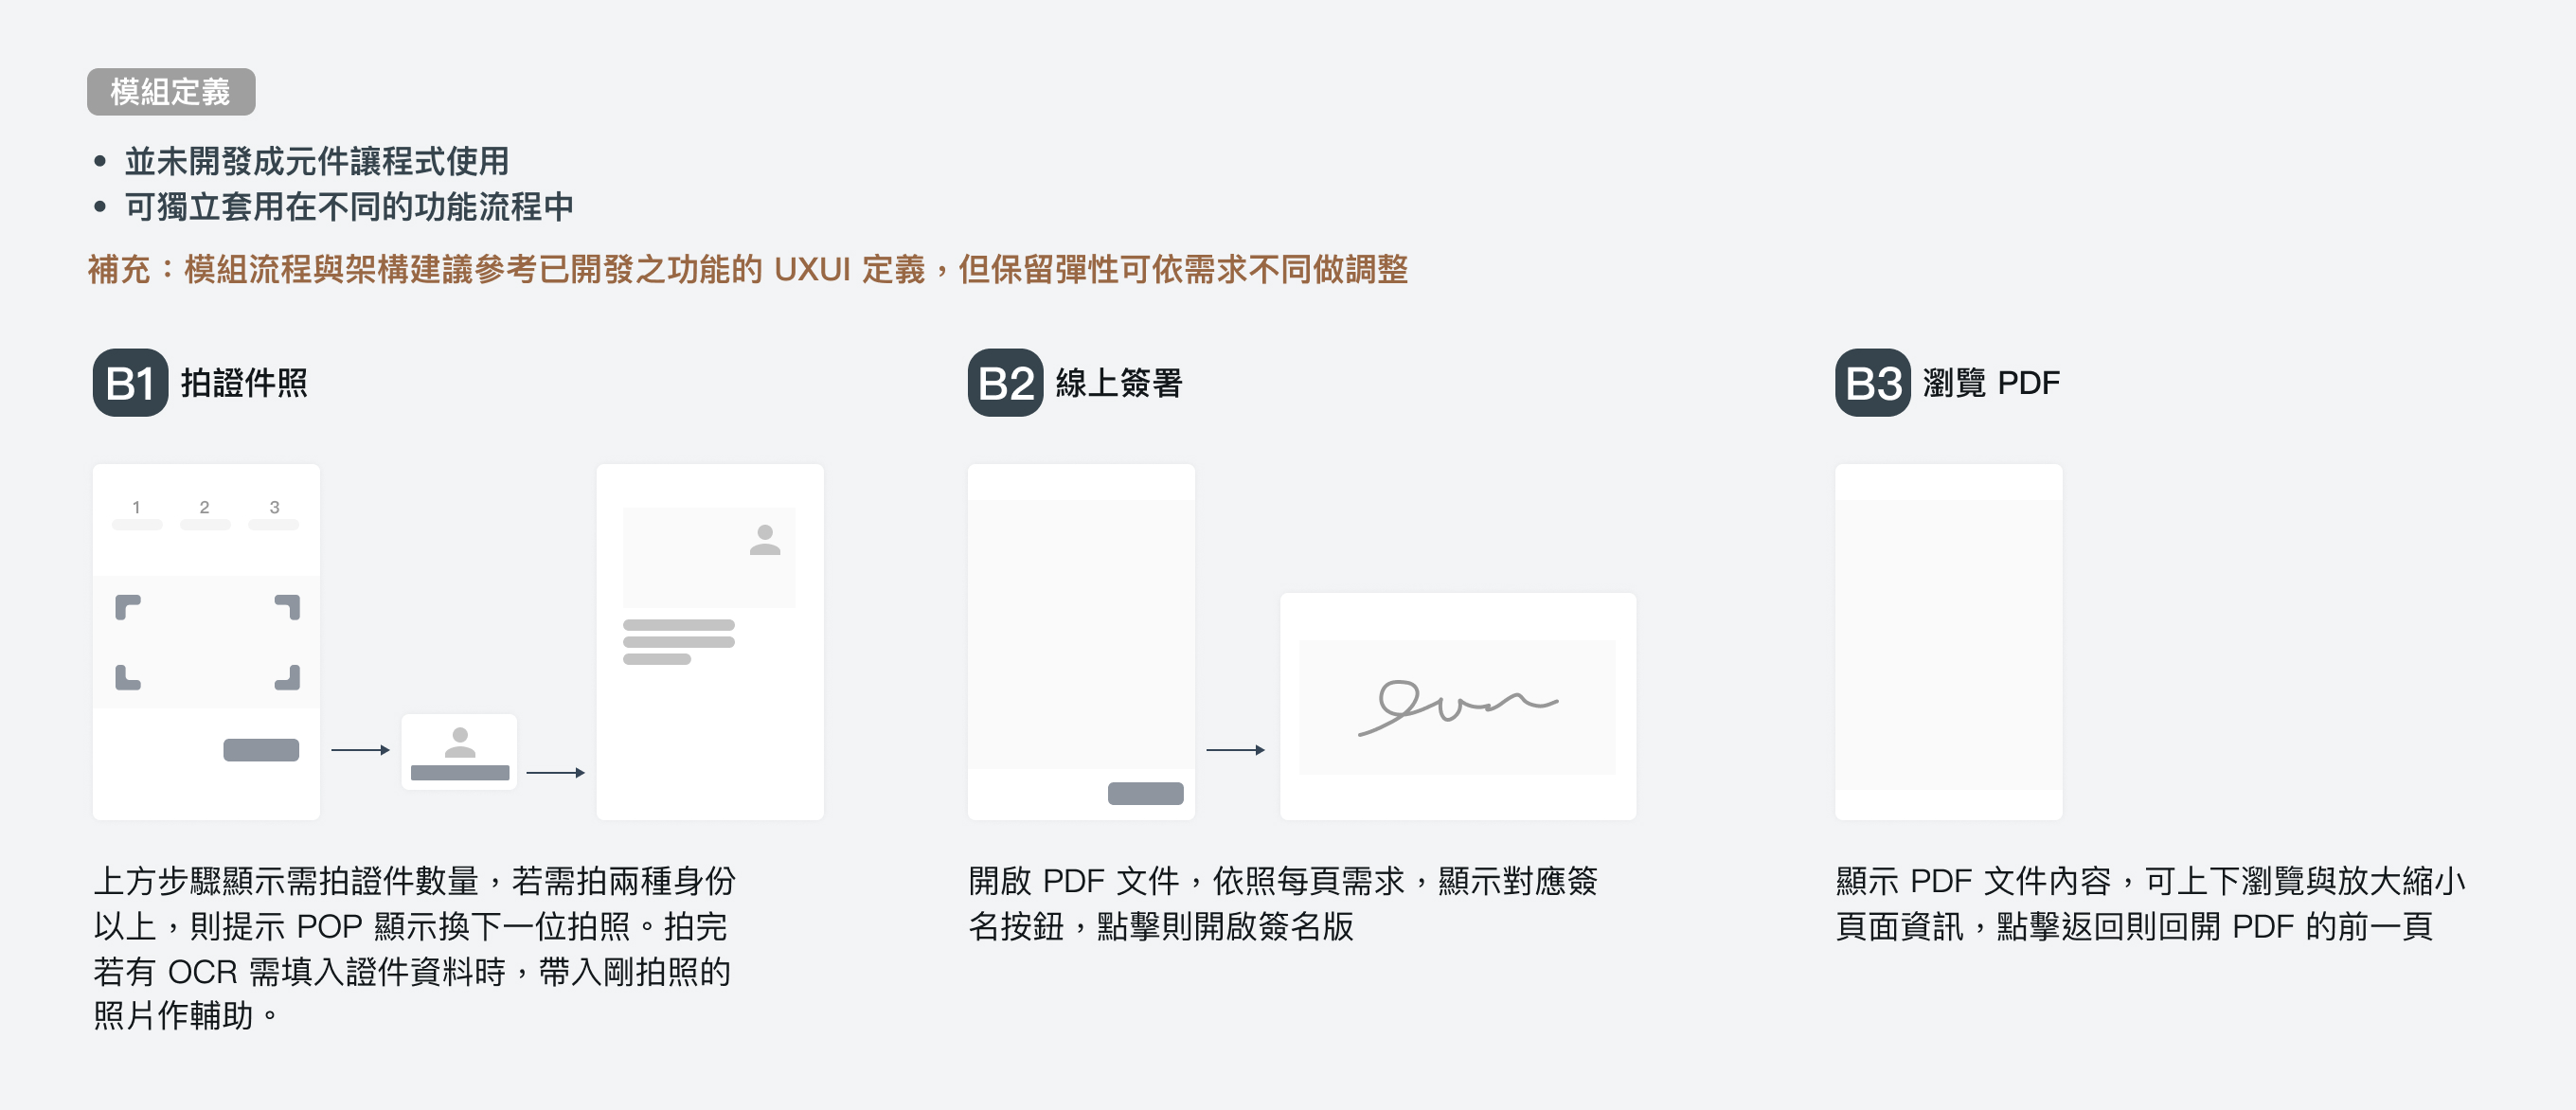 模組定義
• 並未開發成元件讓程式使用
• 可獨立套用在不同的功能流程中
補充：模組流程與架構建議參考已開發之功能的 UXUI 定義，但保留彈性可依需求不同做調整
B1 拍證件照
1 2 3
上方步驟顯示需拍證件數量，若需拍兩種身份
以上，則提示 POP 顯示換下一位拍照。拍完
若有 OCR 需填入證件資料時，帶入剛拍照的
照片作輔助。
B2 線上簽署
開啟 PDF 文件，依照每頁需求，顯示對應簽
名按鈕，點擊則開啟簽名版
B3 瀏覽 PDF
顯示 PDF 文件內容，可上下瀏覽與放大縮小
頁面資訊，點擊返回則回開 PDF 的前一頁